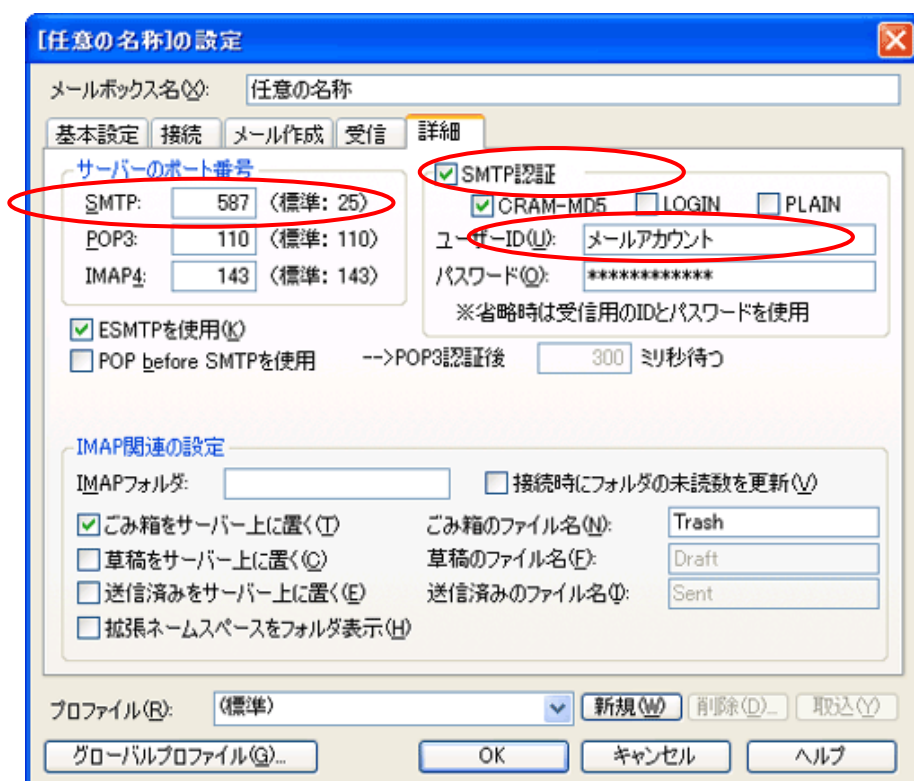 [任意の名称]の設定
メールボックス名(X): 任意の名称
基本設定 接続 メール作成 受信 詳細
サーバーのポート番号
SMTP: 587 (標準: 25)
POP3: 110 (標準: 110)
IMAP4: 143 (標準: 143)
SMTP認証
CRAM-MD5 LOGIN PLAIN
ユーザーID(U): メールアカウント
パスワード(O): ************
※省略時は受信用のIDとパスワードを使用
ESMTPを使用(K)
POP before SMTPを使用 -->POP3認証後 300 ミリ秒待つ
IMAP関連の設定
IMAPフォルダ: 接続時にフォルダの未読数を更新(V)
ごみ箱をサーバー上に置く(T) ごみ箱のファイル名(N): Trash
草稿をサーバー上に置く(C) 草稿のファイル名(F): Draft
送信済みをサーバー上に置く(E) 送信済みのファイル名(I): Sent
拡張ネームスペースをフォルダ表示(H)
プロファイル(R): (標準) 新規(W) 削除(D)... 取込(Y)
グローバルプロファイル(G)... OK キャンセル ヘルプ